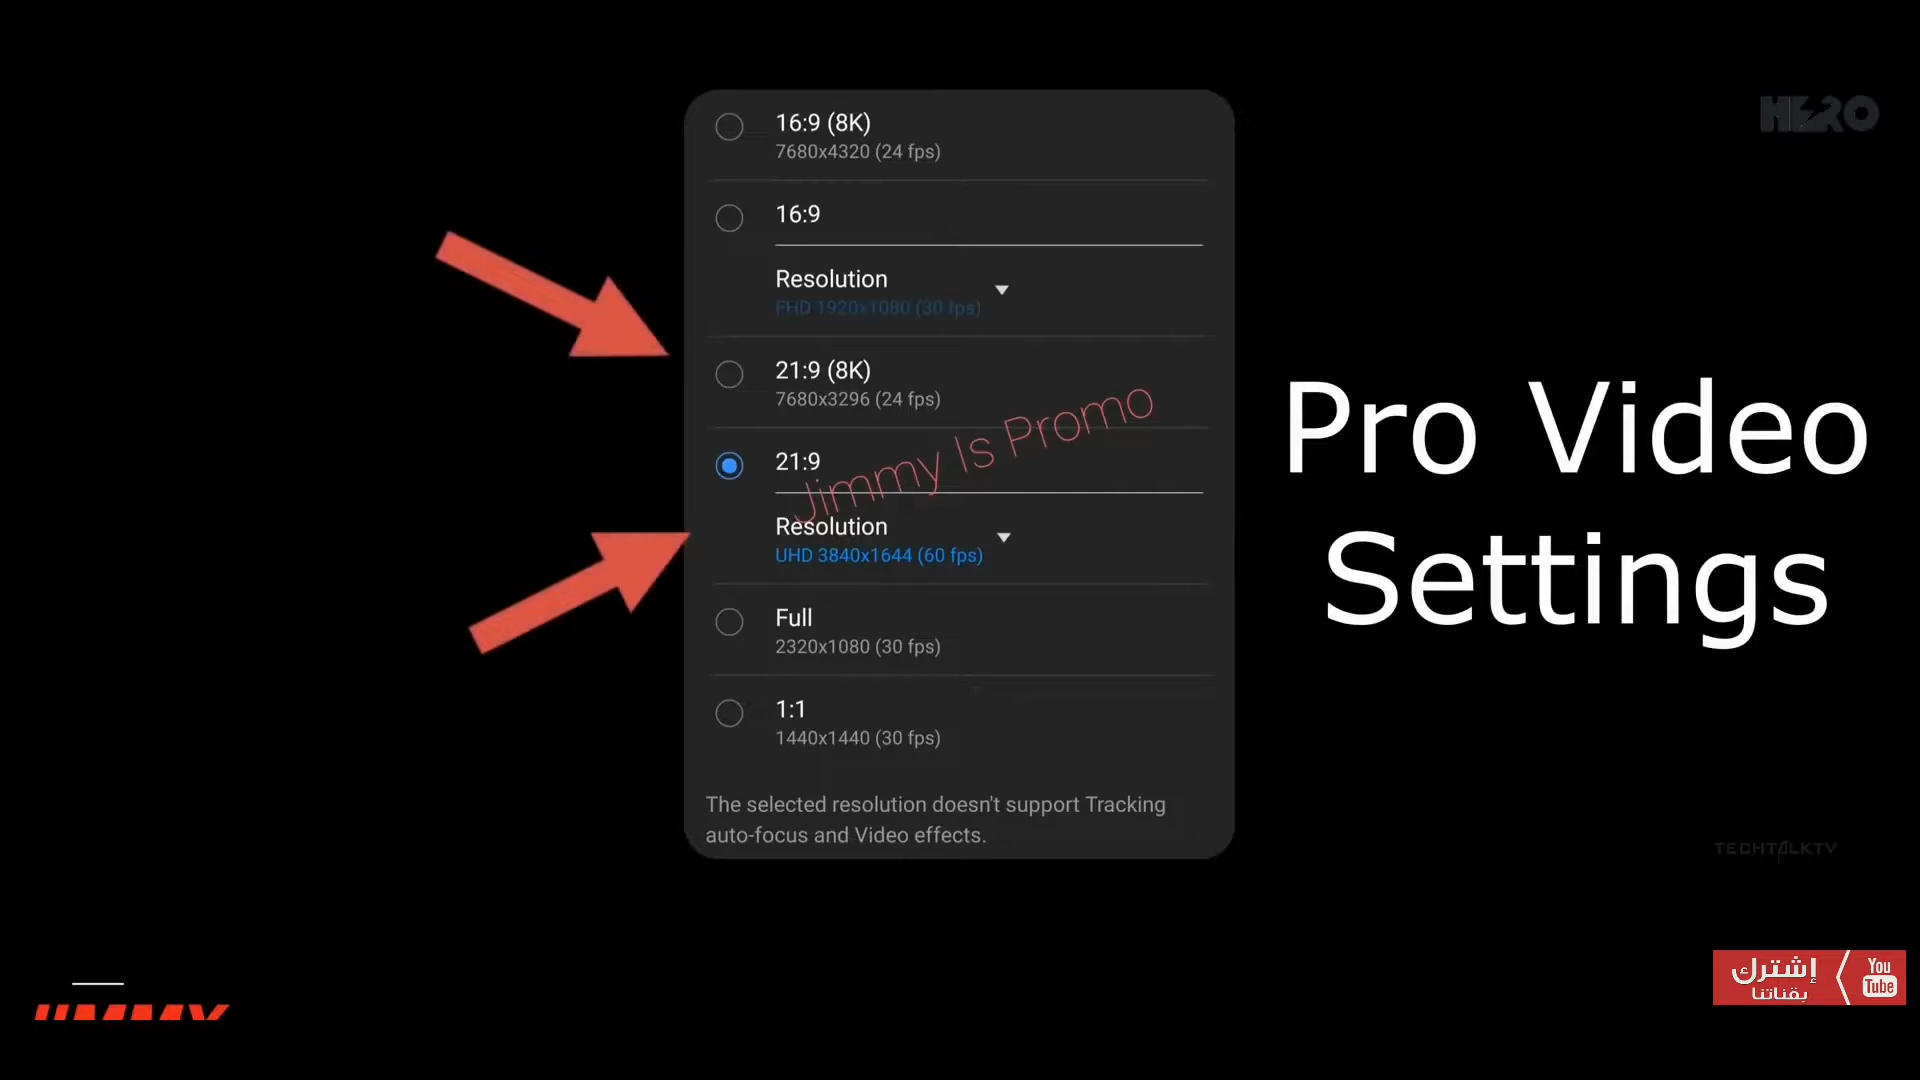 16:9 (8K)
7680x4320 (24 fps)
HERO
16:9
Resolution
FHD 1920x1080 (30 fps)
21:9 (8K)
7680x3296 (24 fps)
Jimmy Is Promo
Pro Video
Settings
21:9
Resolution
UHD 3840x1644 (60 fps)
Full
2320x1080 (30 fps)
1:1
1440x1440 (30 fps)
The selected resolution doesn't support Tracking
auto-focus and Video effects.
TECHTALKTV
إشترك
بقناتنا
You
Tube
JIMMY